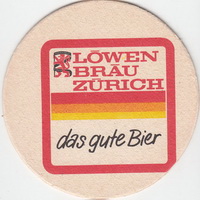 LÖWEN
BRÄU
ZÜRICH
das gute Bier